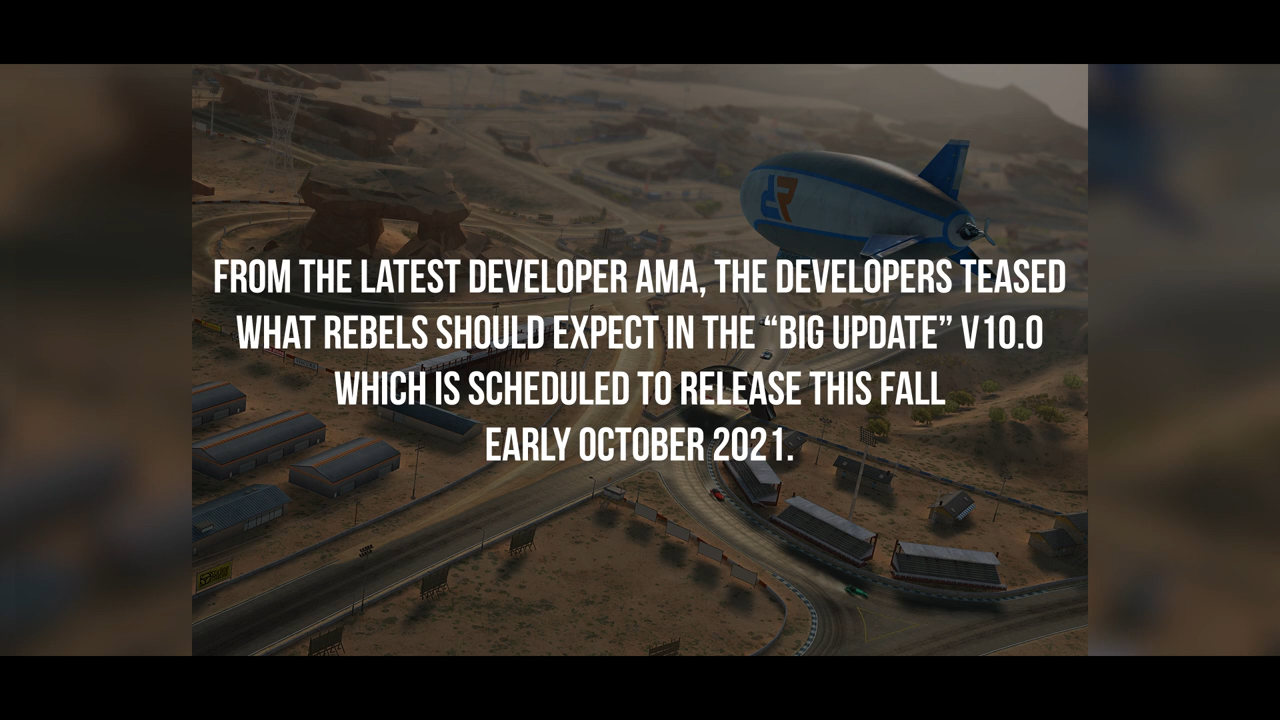 FROM THE LATEST DEVELOPER AMA, THE DEVELOPERS TEASED
WHAT REBELS SHOULD EXPECT IN THE “BIG UPDATE” V10.0
WHICH IS SCHEDULED TO RELEASE THIS FALL
EARLY OCTOBER 2021.